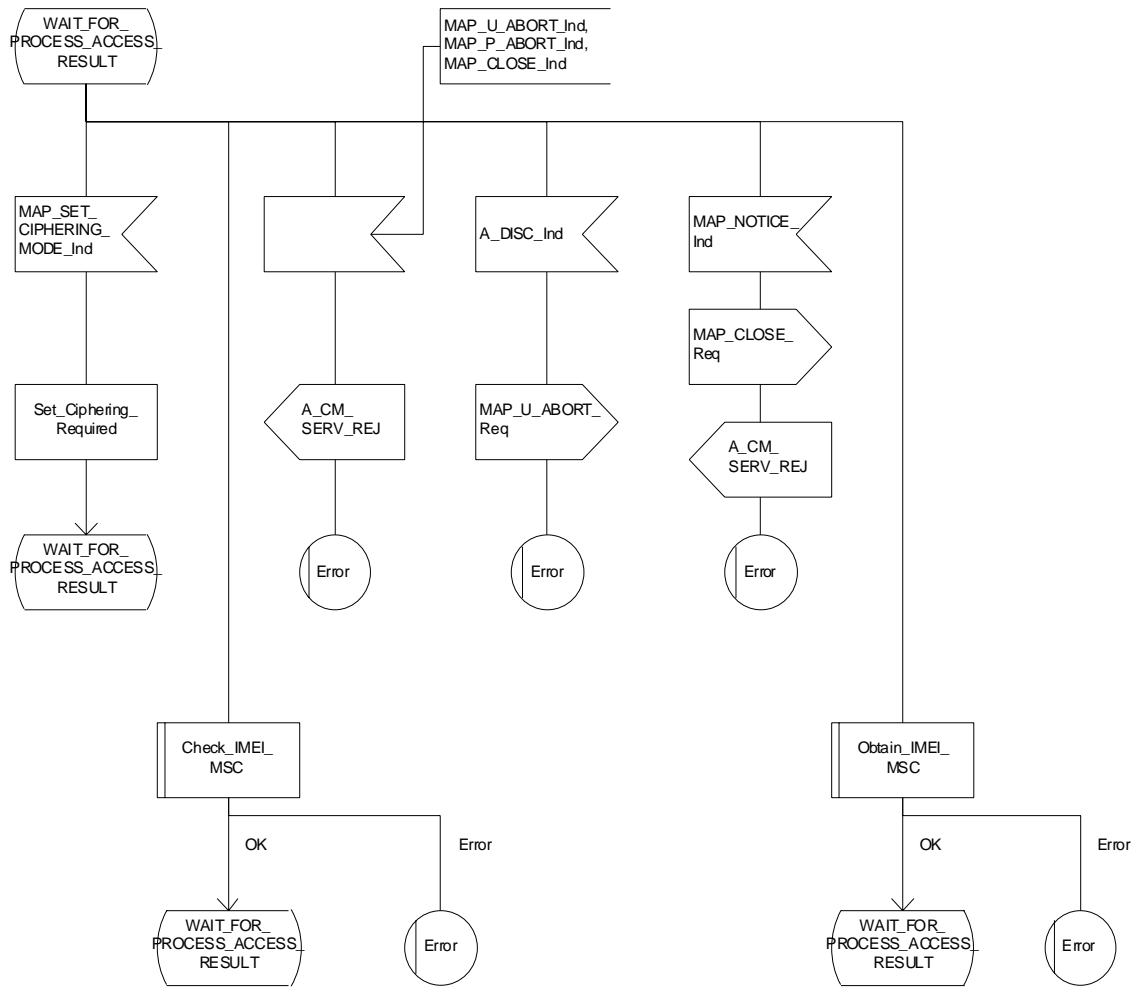 WAIT_FOR_
PROCESS_ACCESS_
RESULT
MAP_U_ABORT_Ind,
MAP_P_ABORT_Ind,
MAP_CLOSE_Ind
MAP_SET_
CIPHERING_
MODE_Ind
A_DISC_Ind
MAP_NOTICE_
Ind
MAP_CLOSE_
Req
Set_Ciphering_
Required
A_CM_
SERV_REJ
MAP_U_ABORT_
Req
A_CM_
SERV_REJ
WAIT_FOR_
PROCESS_ACCESS_
RESULT
Error
Error
Error
Check_IMEI_
MSC
Obtain_IMEI_
MSC
OK
Error
OK
Error
WAIT_FOR_
PROCESS_ACCESS_
RESULT
Error
WAIT_FOR_
PROCESS_ACCESS_
RESULT
Error